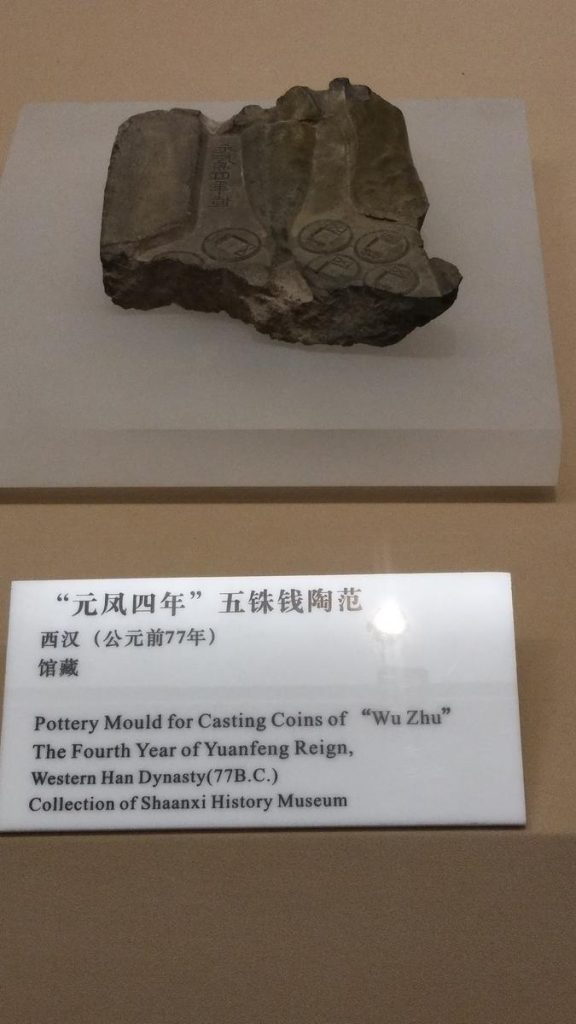 “元凤四年”五铢钱陶范
西汉（公元前77年）
馆藏
Pottery Mould for Casting Coins of “Wu Zhu”
The Fourth Year of Yuanfeng Reign,
Western Han Dynasty(77B.C.)
Collection of Shaanxi History Museum